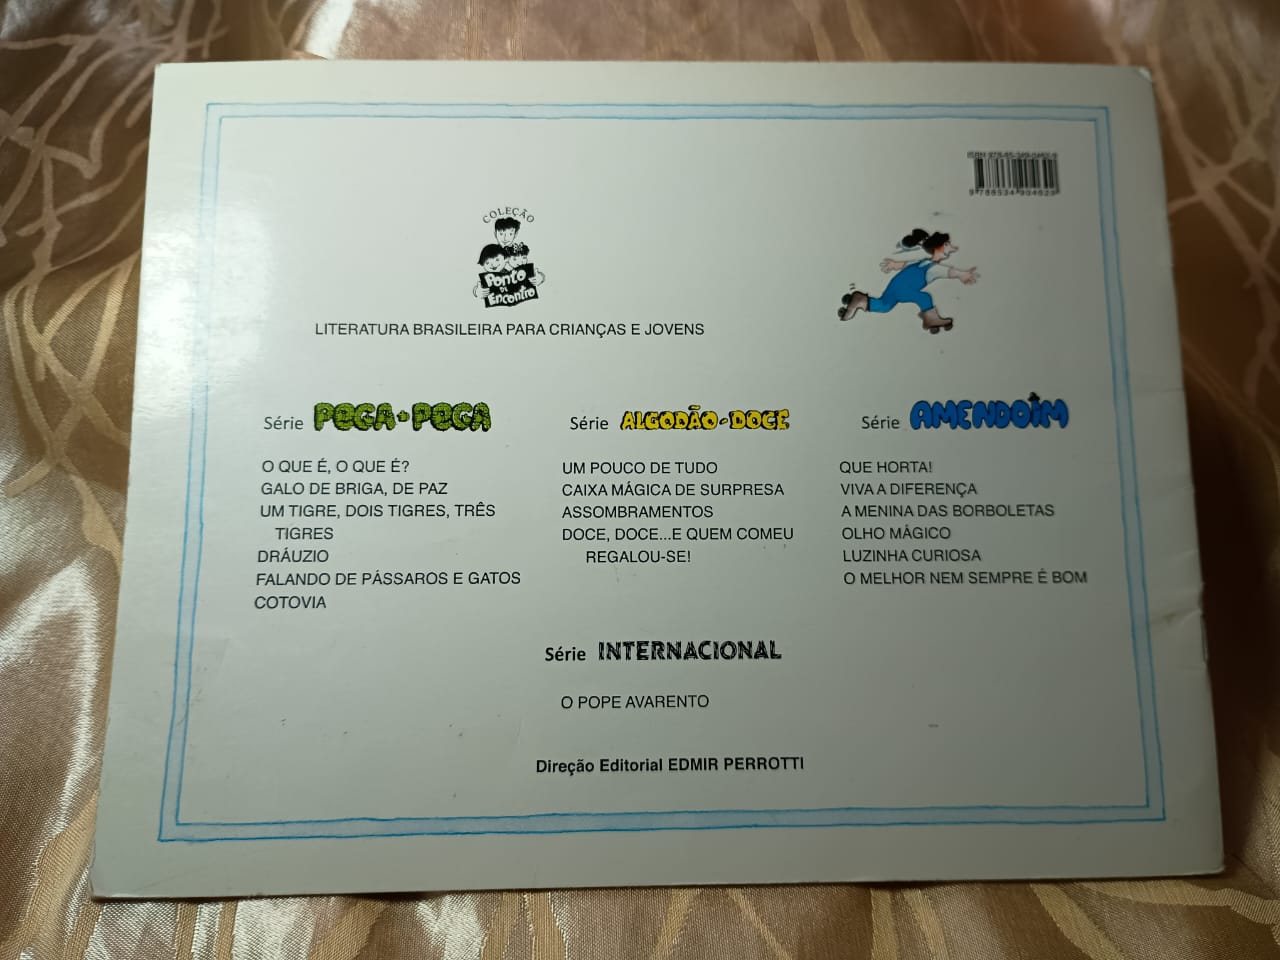 9 788534 904629
COLEÇÃO
Ponto
DE
Encontro
LITERATURA BRASILEIRA PARA CRIANÇAS E JOVENS
Série PEGA-PEGA
O QUE É, O QUE É?
GALO DE BRIGA, DE PAZ
UM TIGRE, DOIS TIGRES, TRÊS
TIGRES
DRÁUZIO
FALANDO DE PÁSSAROS E GATOS
COTOVIA
Série ALGODÃO-DOCE
UM POUCO DE TUDO
CAIXA MÁGICA DE SURPRESA
ASSOMBRAMENTOS
DOCE, DOCE...E QUEM COMEU
REGALOU-SE!
Série AMENDOIM
QUE HORTA!
VIVA A DIFERENÇA
A MENINA DAS BORBOLETAS
OLHO MÁGICO
LUZINHA CURIOSA
O MELHOR NEM SEMPRE É BOM
Série INTERNACIONAL
O POPE AVARENTO
Direção Editorial EDMIR PERROTTI